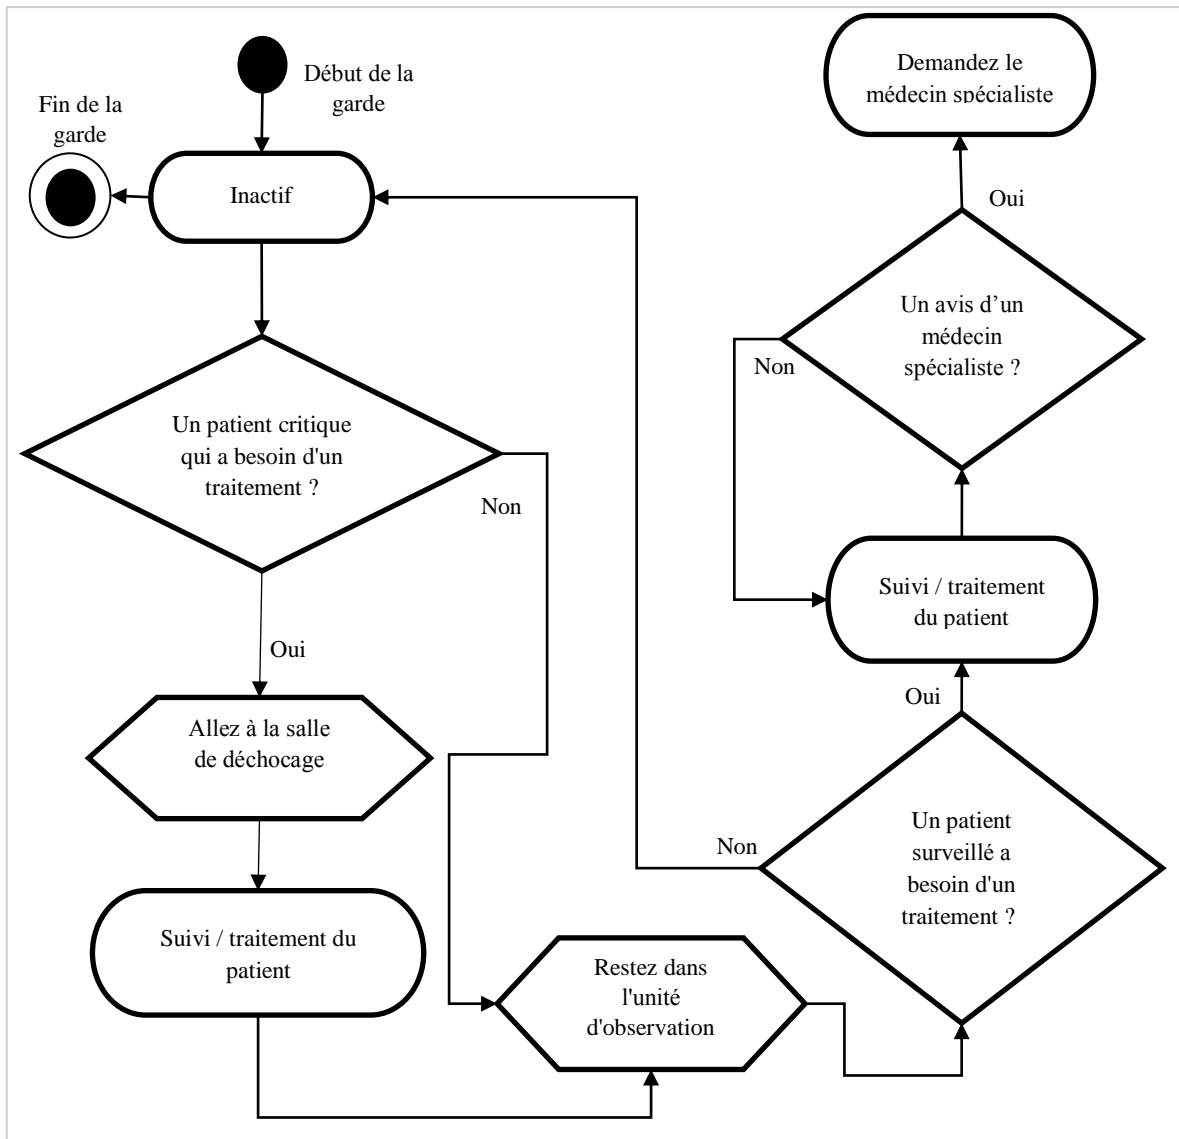 Début de la
garde
Fin de la
garde
Inactif
Un patient critique
qui a besoin d'un
traitement ?
Non
Oui
Allez à la salle
de déchocage
Suivi / traitement du
patient
Restez dans
l'unité
d'observation
Un patient
surveillé a
besoin d'un
traitement ?
Non
Oui
Suivi / traitement
du patient
Un avis d’un
médecin
spécialiste ?
Non
Oui
Demandez le
médecin spécialiste